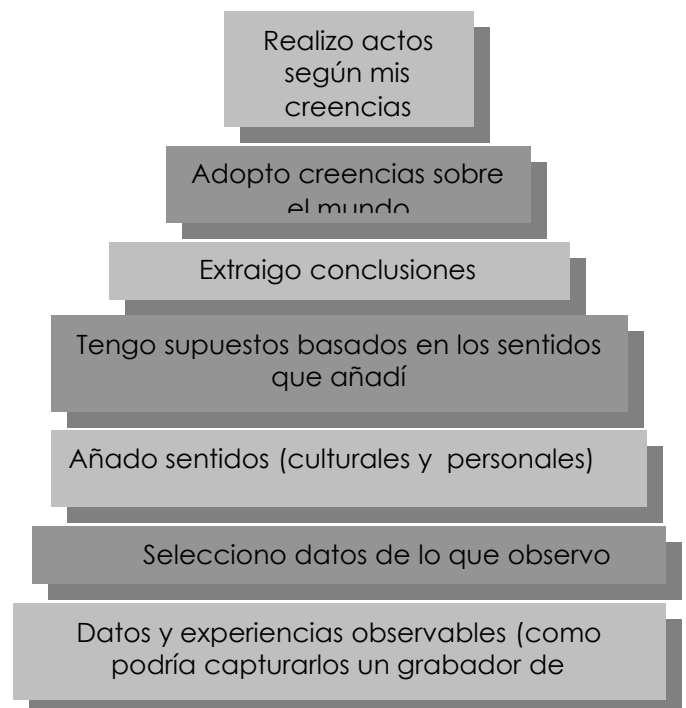 Realizo actos
según mis
creencias
Adopto creencias sobre
el mundo
Extraigo conclusiones
Tengo supuestos basados en los sentidos
que añadí
Añado sentidos (culturales y  personales)
Selecciono datos de lo que observo
Datos y experiencias observables (como
podría capturarlos un grabador de